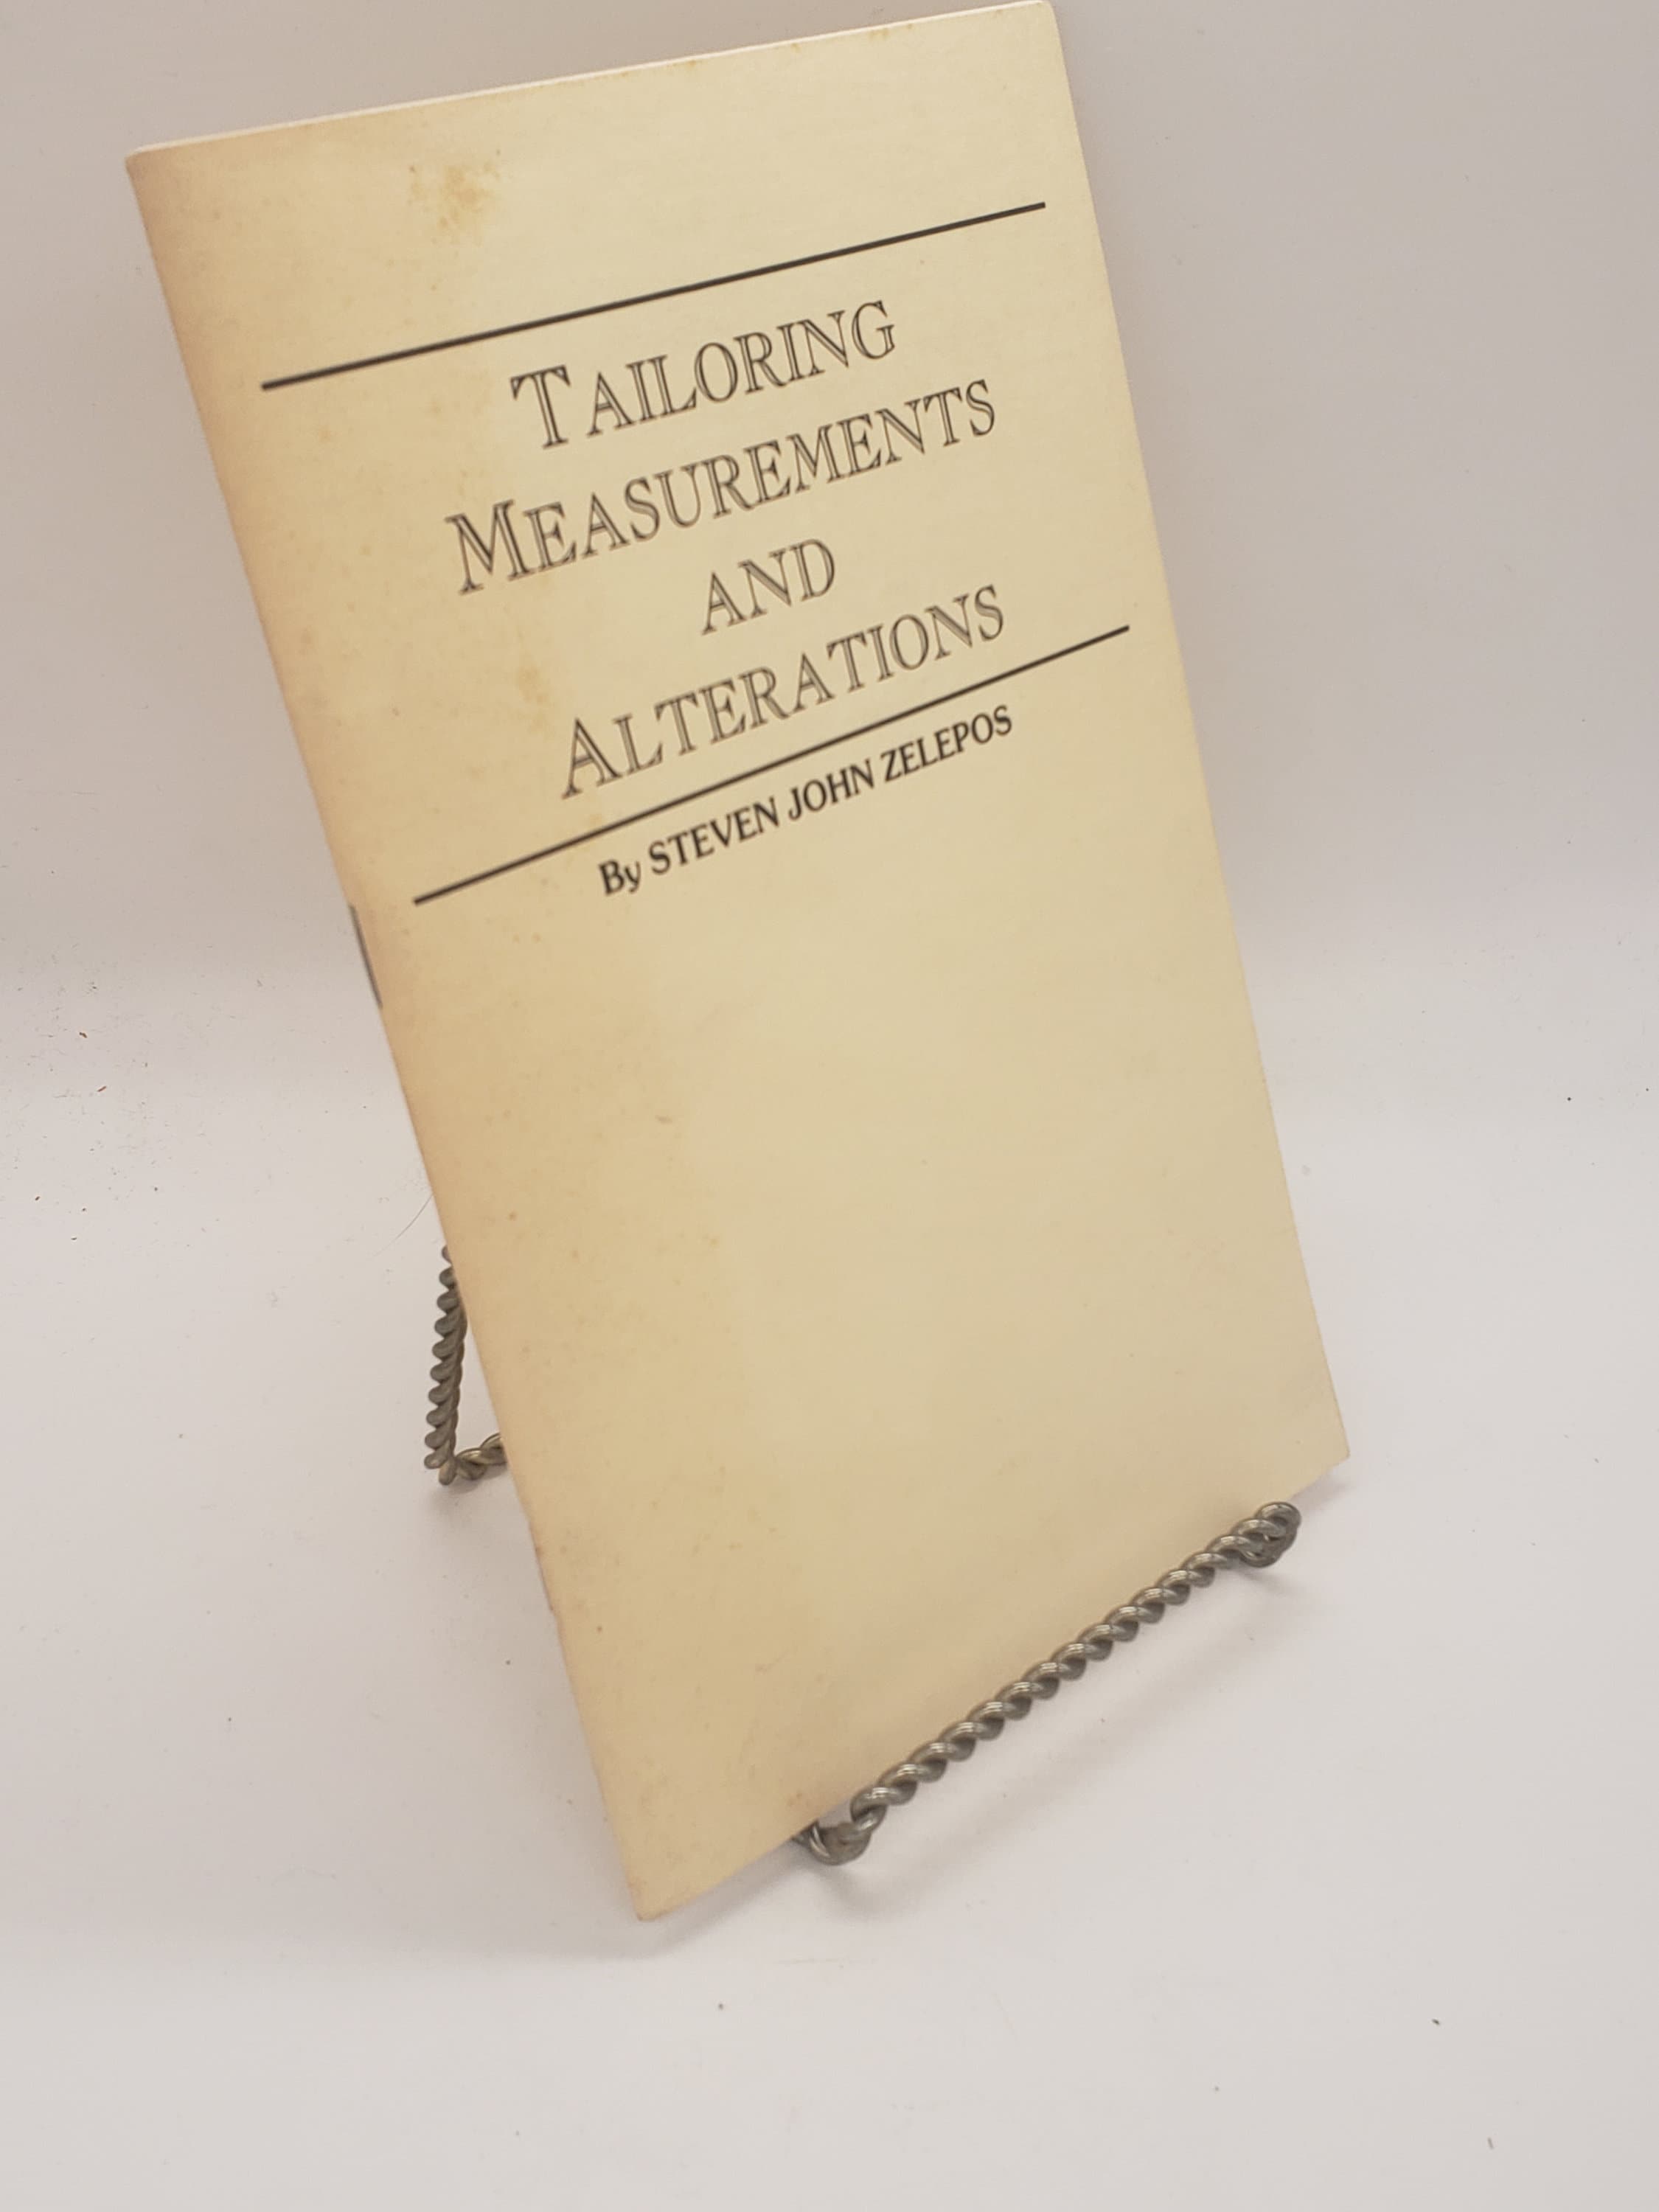 TAILORING
MEASUREMENTS
AND
ALTERATIONS
By STEVEN JOHN ZELEPOS